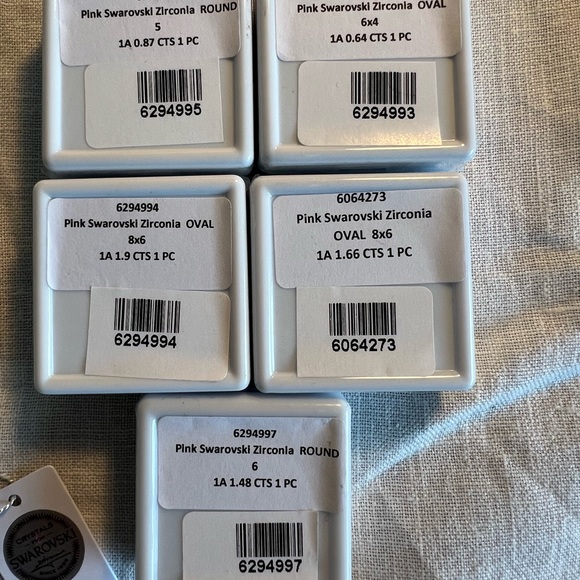 Pink Swarovski Zirconia ROUND
5
1A 0.87 CTS 1 PC
6294995
Pink Swarovski Zirconia OVAL
6x4
1A 0.64 CTS 1 PC
6294993
6294994
Pink Swarovski Zirconia OVAL
8x6
1A 1.9 CTS 1 PC
6294994
6064273
Pink Swarovski Zirconia
OVAL 8x6
1A 1.66 CTS 1 PC
6064273
6294997
Pink Swarovski Zirconia ROUND
6
1A 1.48 CTS 1 PC
6294997
CRYSTALS
SWAROVSKI